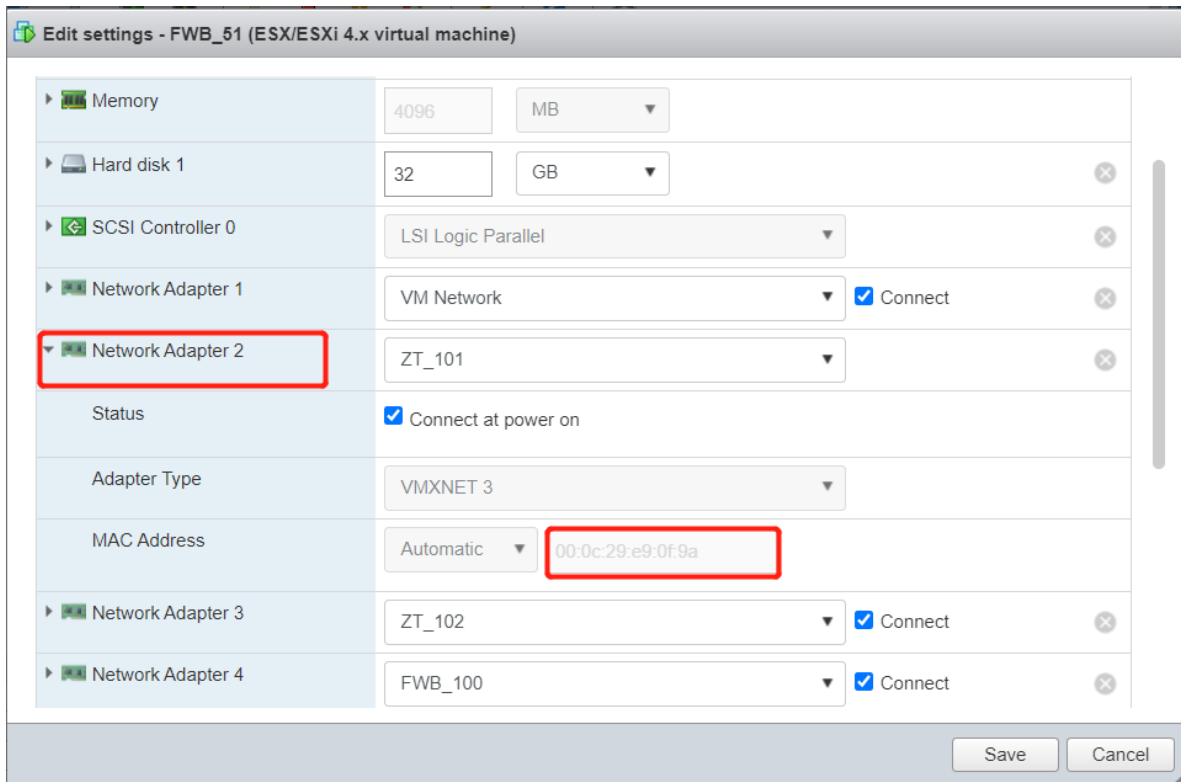 Edit settings - FWB_51 (ESX/ESXi 4.x virtual machine)
Memory 4096 MB
Hard disk 1 32 GB
SCSI Controller 0 LSI Logic Parallel
Network Adapter 1 VM Network Connect
Network Adapter 2 ZT_101
Status Connect at power on
Adapter Type VMXNET 3
MAC Address Automatic 00:0c:29:e9:0f:9a
Network Adapter 3 ZT_102 Connect
Network Adapter 4 FWB_100 Connect
Save Cancel